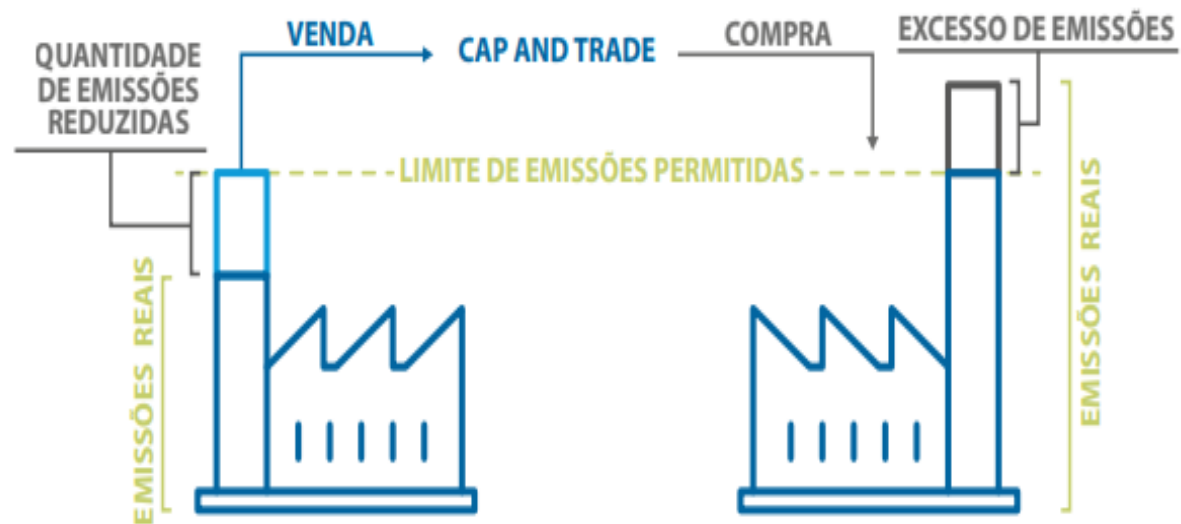 QUANTIDADE
DE EMISSÕES
REDUZIDAS
VENDA
CAP AND TRADE
COMPRA
EXCESSO DE EMISSÕES
LIMITE DE EMISSÕES PERMITIDAS
EMISSÕES REAIS
EMISSÕES REAIS